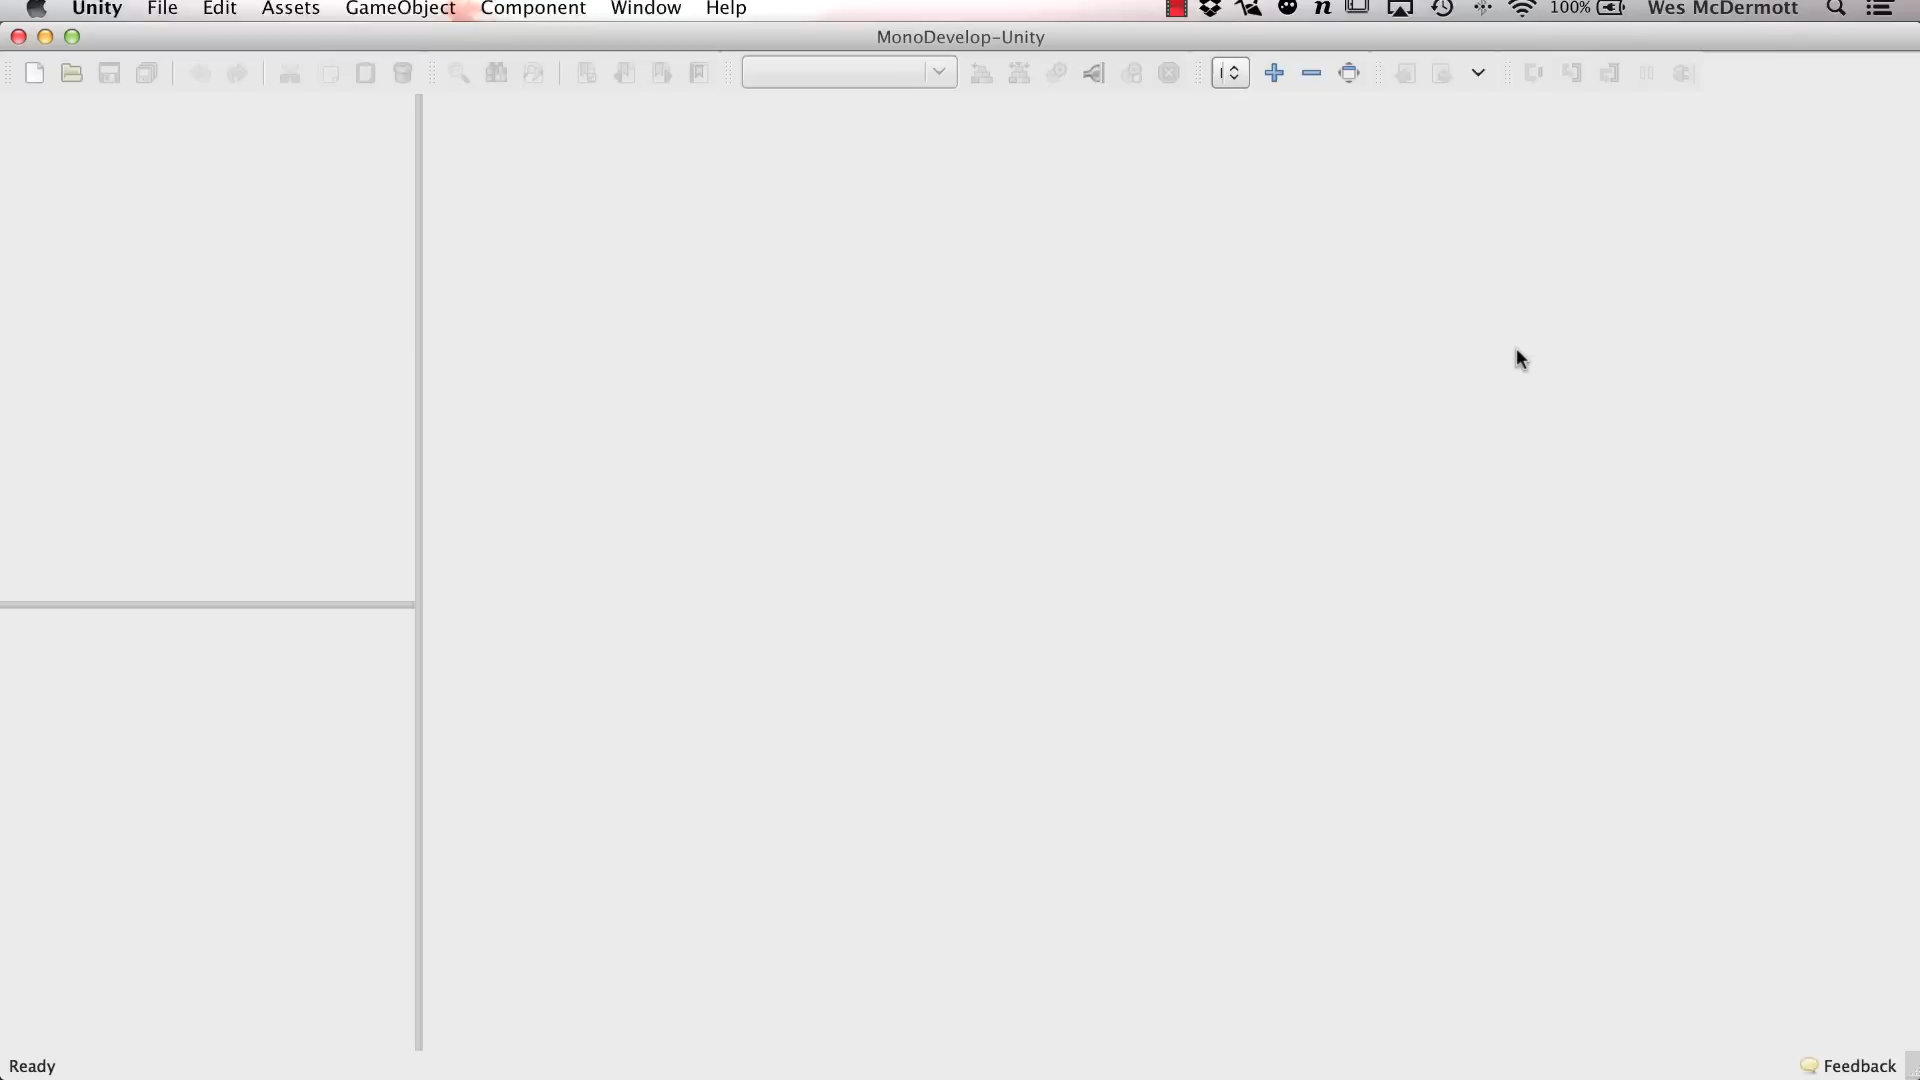 Unity File Edit Assets GameObject Component Window Help n 100% Wes McDermott
MonoDevelop-Unity
Ready
Feedback